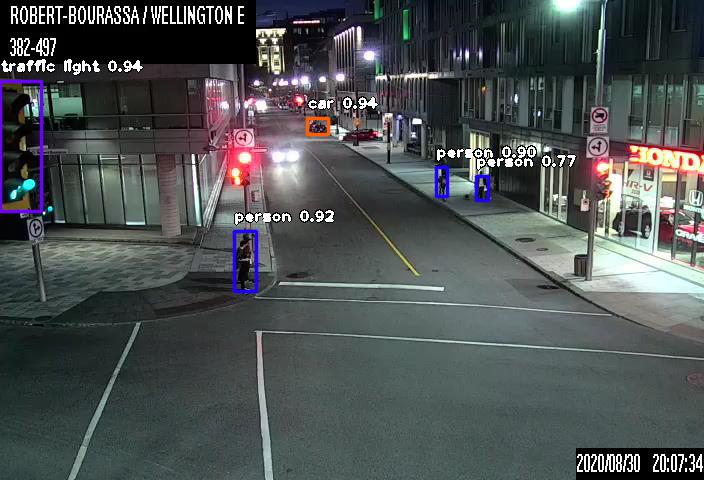 ROBERT-BOURASSA / WELLINGTON E
382-497
traffic light 0.94
car 0.94
person 0.90
person 0.77
HONDA
HR-V
person 0.92
2020/08/30 20:07:34